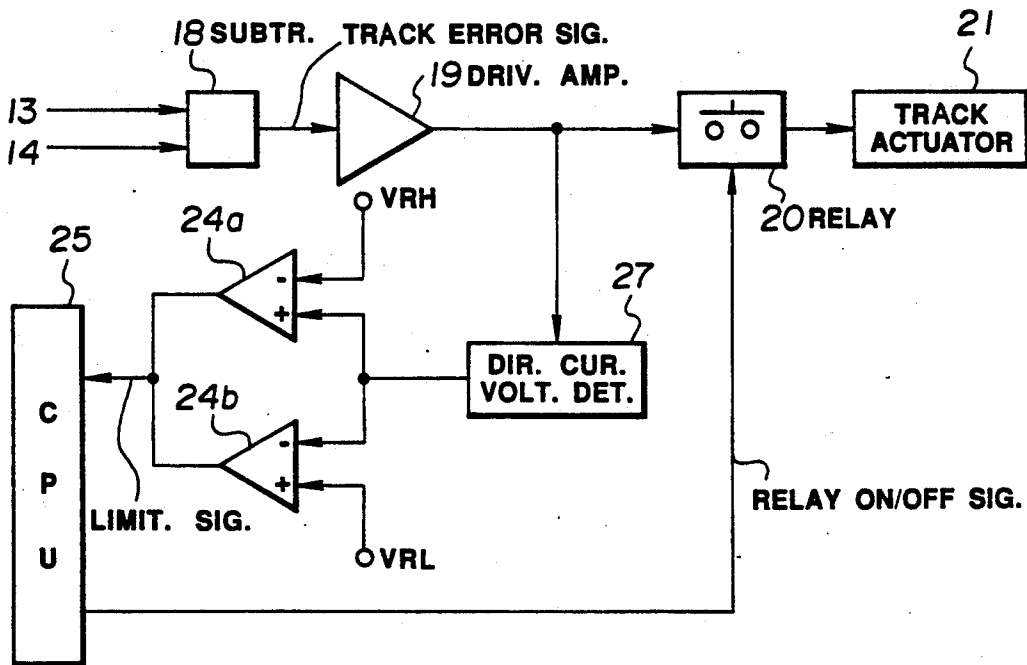 18 SUBTR. TRACK ERROR SIG.
19 DRIV. AMP.
21
13
14
TRACK
ACTUATOR
VRH
20 RELAY
24a
25
-
+
27
DIR. CUR.
VOLT. DET.
24b
C
P
U
-
+
LIMIT. SIG.
RELAY ON/OFF SIG.
VRL